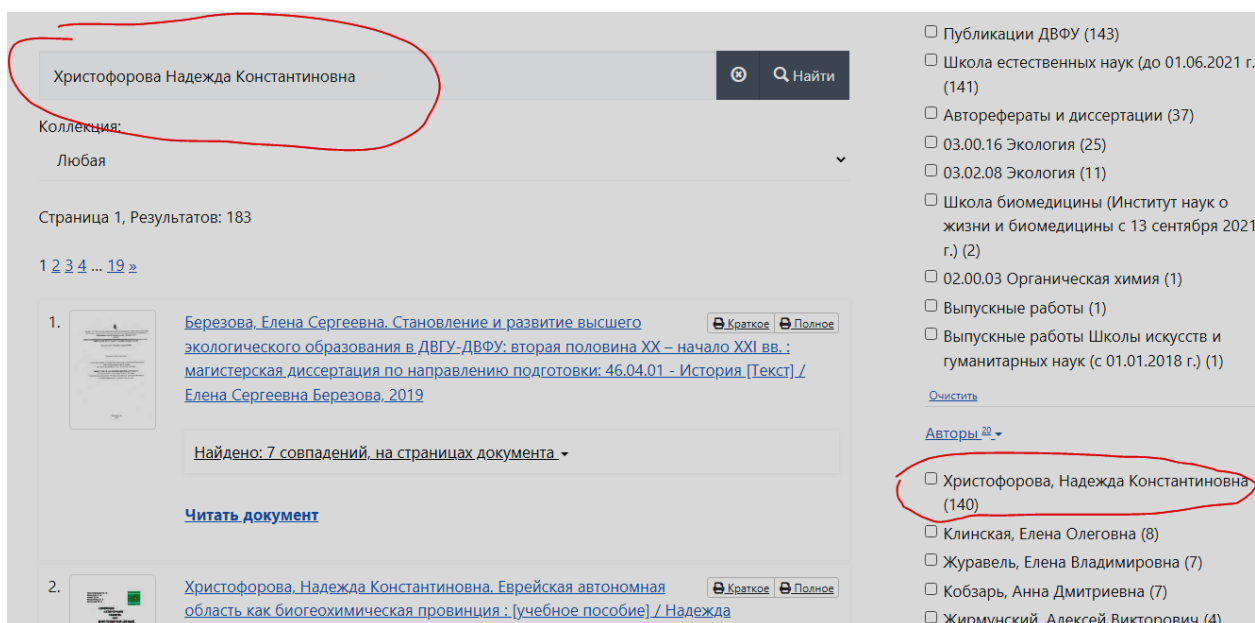 Христофорова Надежда Константиновна
Найти
Коллекция:
Любая
Страница 1, Результатов: 183
1 2 3 4 ... 19 »
1.
Березова, Елена Сергеевна. Становление и развитие высшего
экологического образования в ДВГУ-ДВФУ: вторая половина XX – начало XXI вв. :
магистерская диссертация по направлению подготовки: 46.04.01 - История [Текст] /
Елена Сергеевна Березова, 2019
Краткое Полное
Найдено: 7 совпадений, на страницах документа
Читать документ
2.
Христофорова, Надежда Константиновна. Еврейская автономная
область как биогеохимическая провинция : [учебное пособие] / Надежда
Краткое Полное
Публикации ДВФУ (143)
Школа естественных наук (до 01.06.2021 г.
(141)
Авторефераты и диссертации (37)
03.00.16 Экология (25)
03.02.08 Экология (11)
Школа биомедицины (Институт наук о
жизни и биомедицины с 13 сентября 2021
г.) (2)
02.00.03 Органическая химия (1)
Выпускные работы (1)
Выпускные работы Школы искусств и
гуманитарных наук (с 01.01.2018 г.) (1)
Очистить
Авторы 20
Христофорова, Надежда Константиновна
(140)
Клинская, Елена Олеговна (8)
Журавель, Елена Владимировна (7)
Кобзарь, Анна Дмитриевна (7)
Жирмунский, Алексей Викторович (4)